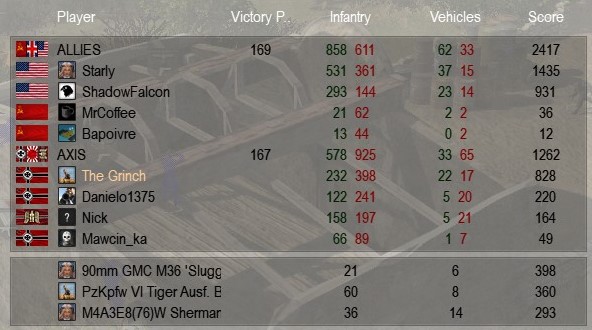 Player Victory P.. Infantry Vehicles Score
ALLIES 169 858 611 62 33 2417
Starly 531 361 37 15 1435
ShadowFalcon 293 144 23 14 931
MrCoffee 21 62 2 2 36
Bapoivre 13 44 0 2 12
AXIS 167 578 925 33 65 1262
The Grinch 232 398 22 17 828
Danielo1375 122 241 5 20 220
? Nick 158 197 5 21 164
Mawcin_ka 66 89 1 7 49
90mm GMC M36 'Slugg 21 6 398
PzKpfw VI Tiger Ausf. B 60 8 360
M4A3E8(76)W Shermar 36 14 293